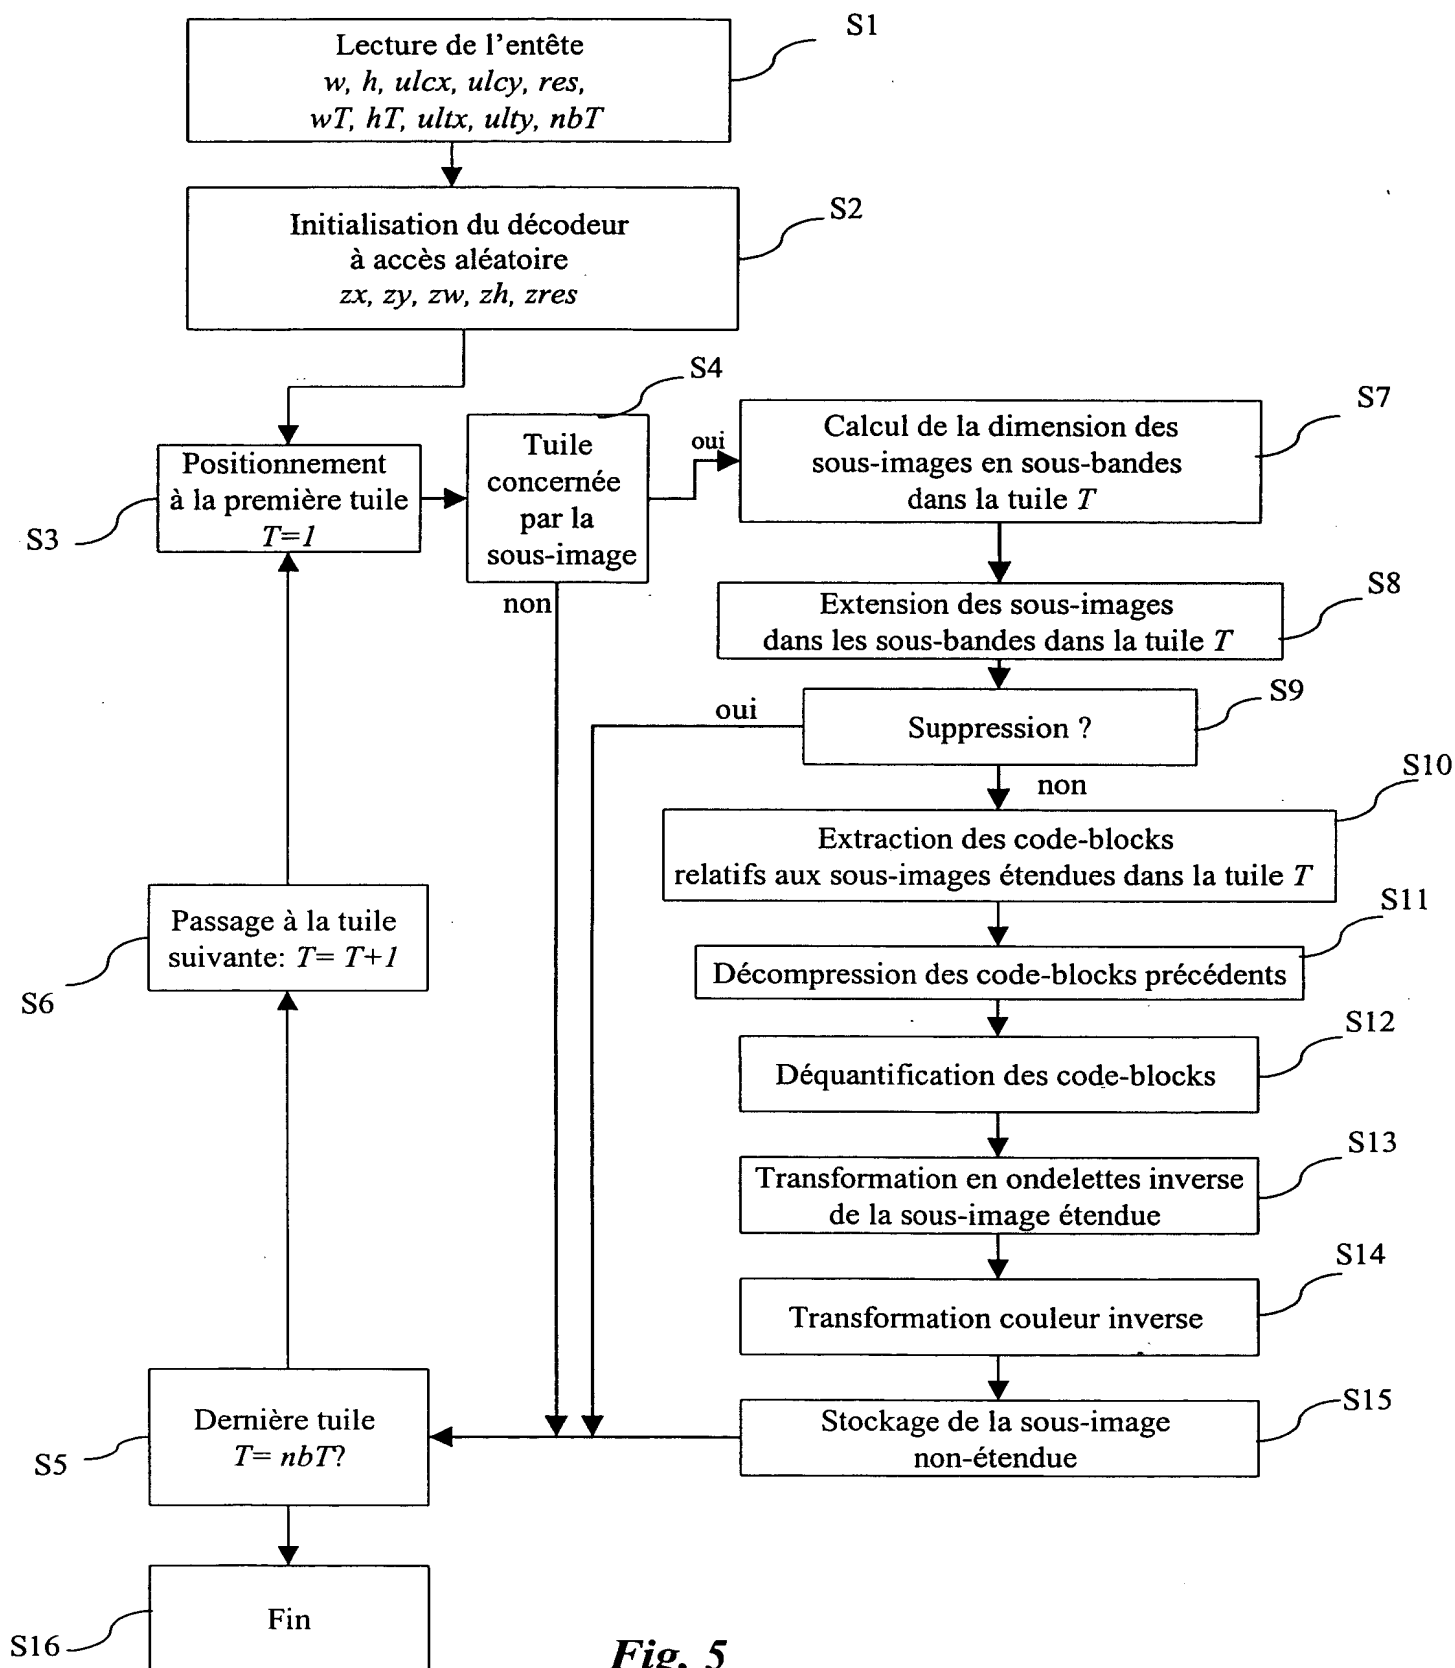 Lecture de l'entête
w, h, ulcx, ulcy, res,
wT, hT, ultx, ulty, nbT
S1
Initialisation du décodeur
à accès aléatoire
zx, zy, zw, zh, zres
S2
Positionnement
à la première tuile
T=1
S3
Tuile
concernée
par la
sous-image
S4
oui
non
Calcul de la dimension des
sous-images en sous-bandes
dans la tuile T
S7
Extension des sous-images
dans les sous-bandes dans la tuile T
S8
Suppression ?
S9
oui
non
Extraction des code-blocks
relatifs aux sous-images étendues dans la tuile T
S10
Passage à la tuile
suivante: T= T+1
S6
Décompression des code-blocks précédents
S11
Déquantification des code-blocks
S12
Transformation en ondelettes inverse
de la sous-image étendue
S13
Transformation couleur inverse
S14
Stockage de la sous-image
non-étendue
S15
Dernière tuile
T= nbT?
S5
Fin
S16
Fig. 5